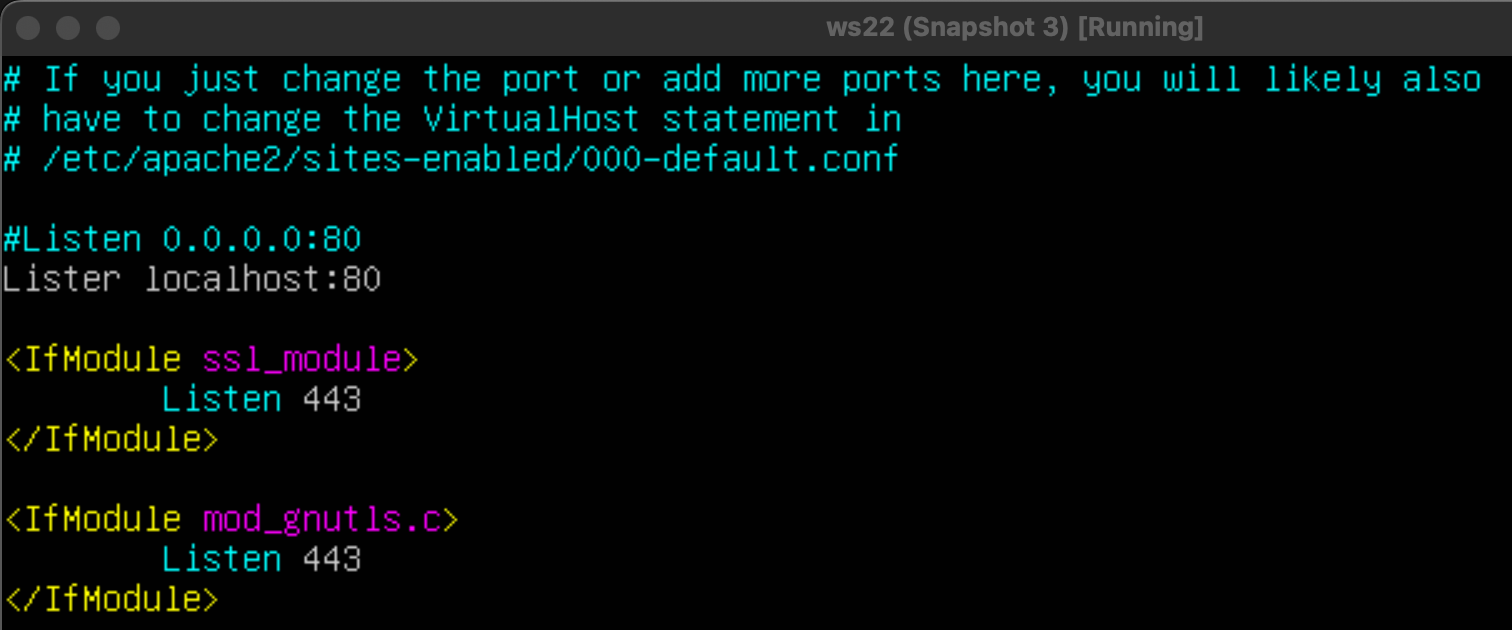 ws22 (Snapshot 3) [Running]
# If you just change the port or add more ports here, you will likely also
# have to change the VirtualHost statement in
# /etc/apache2/sites-enabled/000-default.conf
#Listen 0.0.0.0:80
Lister localhost:80
<IfModule ssl_module>
Listen 443
</IfModule>
<IfModule mod_gnutls.c>
Listen 443
</IfModule>